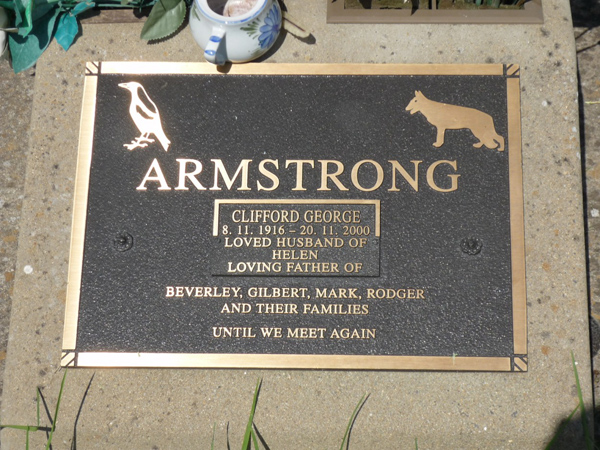 ARMSTRONG
CLIFFORD GEORGE
8. 11. 1916 – 20. 11. 2000
LOVED HUSBAND OF
HELEN
LOVING FATHER OF
BEVERLEY, GILBERT, MARK, RODGER
AND THEIR FAMILIES
UNTIL WE MEET AGAIN